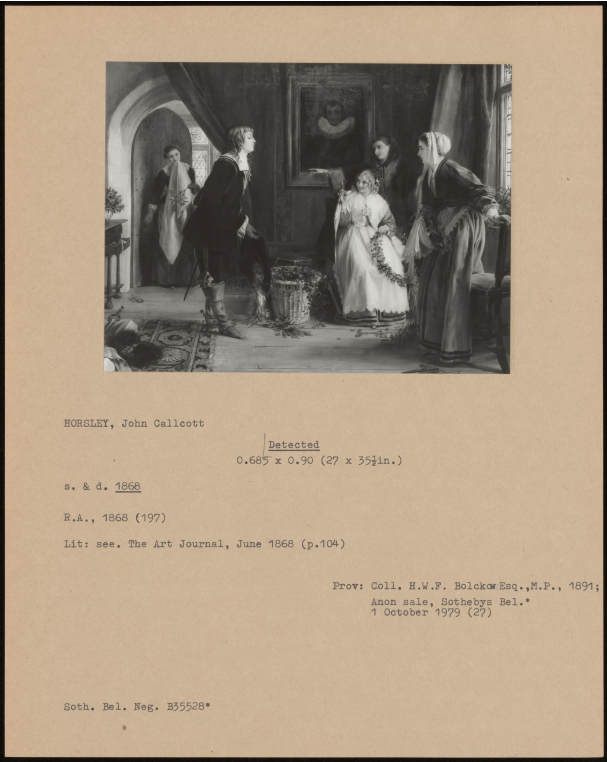 HORSLEY, John Callcott
Detected
0.685 x 0.90 (27 x 35½in.)
s. & d. 1868
R.A., 1868 (197)
Lit: see. The Art Journal, June 1868 (p.104)
Prov: Coll. H.W.F. Bolckow Esq.,M.P., 1891;
Anon sale, Sothebys Bel.*
1 October 1979 (27)
Soth. Bel. Neg. B35528*